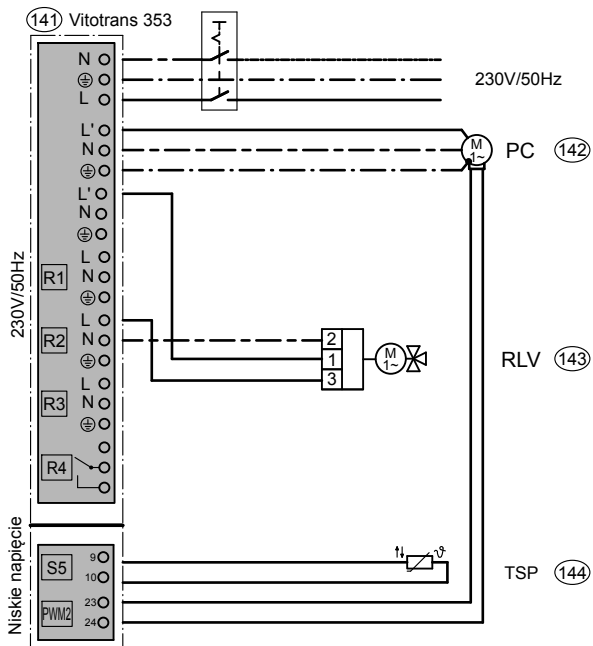 141 Vitotrans 353
N
L
230V/50Hz
L'
N
M
1~
PC 142
L'
N
230V/50Hz
L
R1 N
L
R2 N
2
1
3
M
1~
RLV 143
L
R3 N
R4
Niskie napięcie
S5 9
10
ϑ
TSP 144
PWM2 23
24